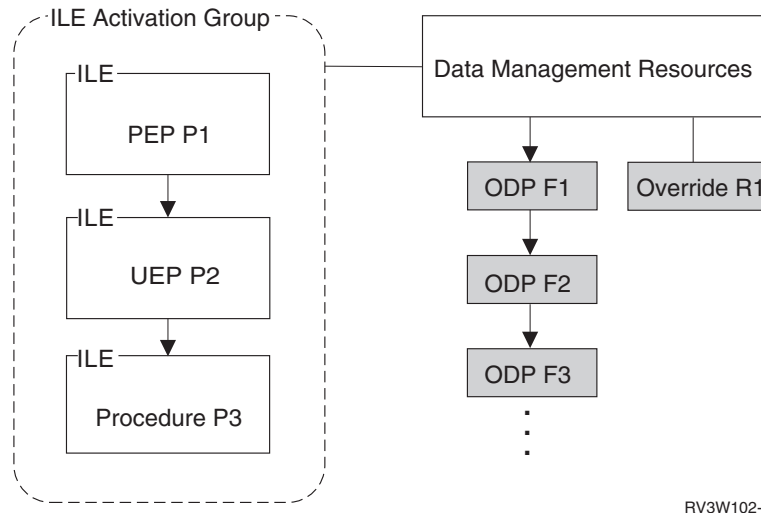 ILE Activation Group
ILE
PEP P1
ILE
UEP P2
ILE
Procedure P3
Data Management Resources
ODP F1
Override R1
ODP F2
ODP F3
RV3W102-